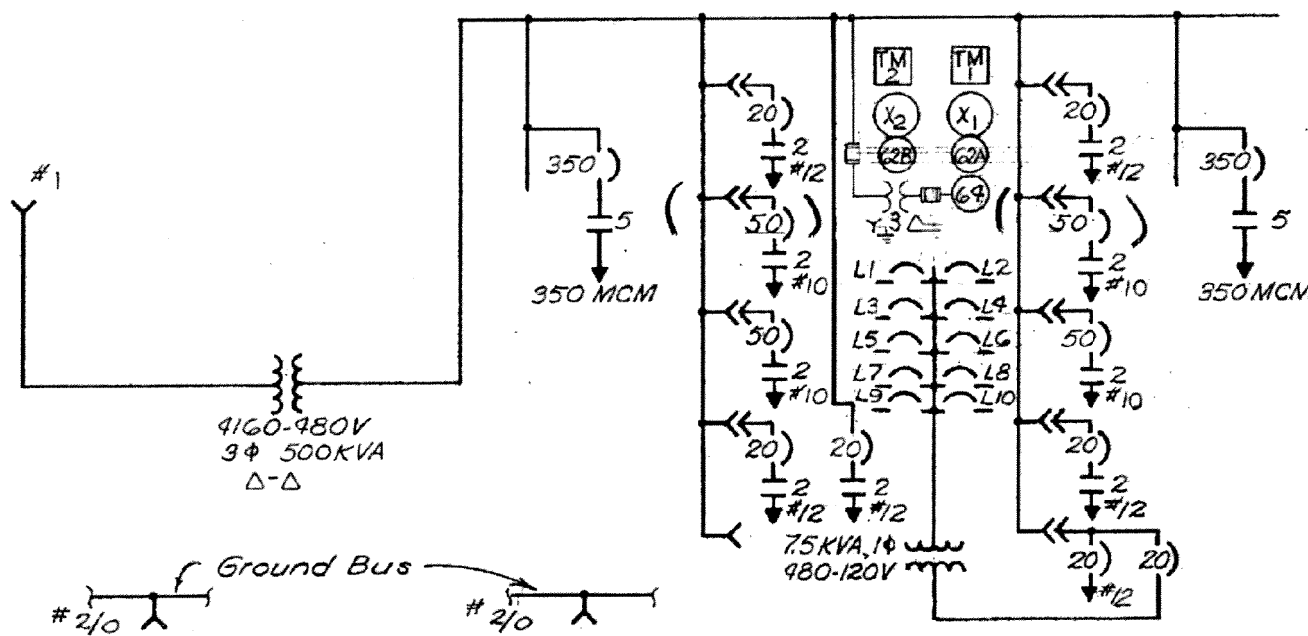 #1
4160-480V
3Φ 500KVA
Δ-Δ
350
5
350 MCM
20
2
#12
50
2
#10
50
2
#10
20
2
#12
20
2
#12
TM
2
TM
1
X2
X1
62B
62A
64
Y 3 Δ
L1
L2
L3
L4
L5
L6
L7
L8
L9
L10
7.5 KVA, 1Φ
480-120V
20
2
#12
50
2
#10
50
2
#10
20
2
#12
20
20
#12
350
5
350 MCM
Ground Bus
# 2/0
# 2/0